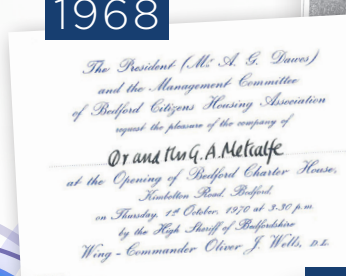 1968
The President (Mr. A. G. Dawes)
and the Management Committee
of Bedford Citizens Housing Association
request the pleasure of the company of
Dr and Mrs G. A. Metcalfe
at the Opening of Bedford Charter House,
Kimbolton Road, Bedford,
on Thursday, 1st October, 1970 at 3-30 p.m.
by the High Sheriff of Bedfordshire
Wing-Commander Oliver J. Wells, D.L.